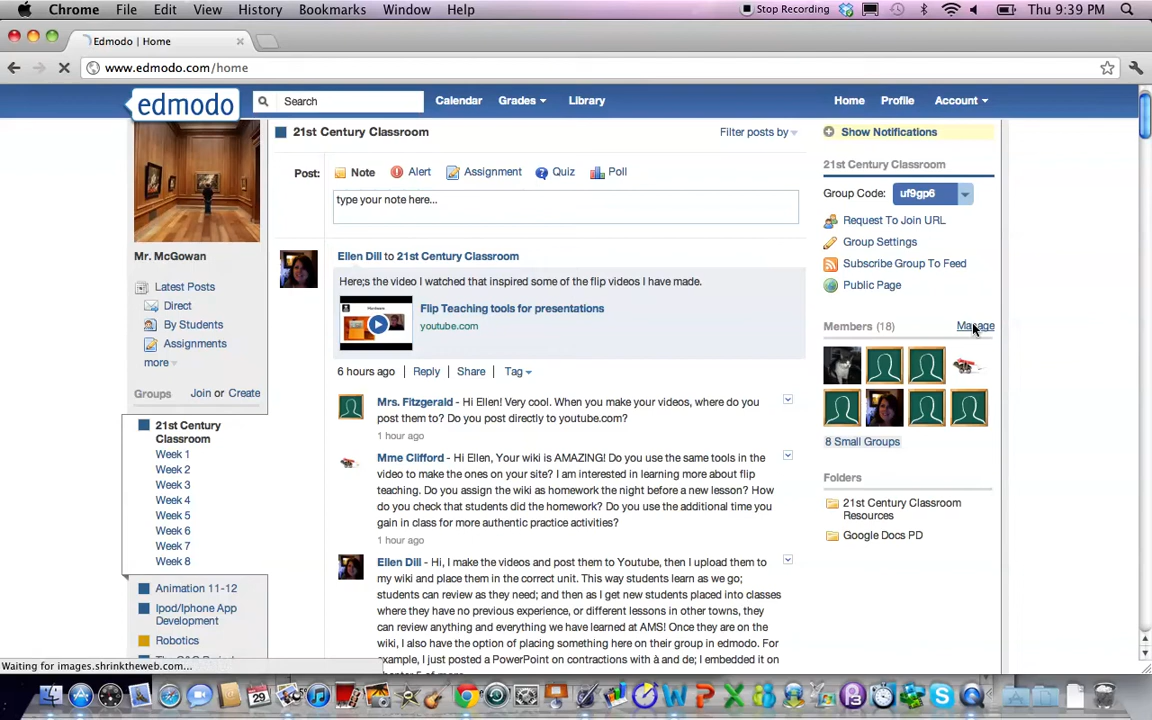 Chrome File Edit View History Bookmarks Window Help Stop Recording Thu 9:39 PM
Edmodo | Home
www.edmodo.com/home
edmodo Search Calendar Grades Library Home Profile Account
21st Century Classroom Filter posts by
Show Notifications
Post: Note Alert Assignment Quiz Poll
type your note here...
21st Century Classroom
Group Code: uf9gp6
Request To Join URL
Group Settings
Subscribe Group To Feed
Public Page
Mr. McGowan
Latest Posts
Direct
By Students
Assignments
more
Groups Join or Create
21st Century
Classroom
Week 1
Week 2
Week 3
Week 4
Week 5
Week 6
Week 7
Week 8
Animation 11-12
Ipod/Iphone App
Development
Robotics
Ellen Dill to 21st Century Classroom
Here;s the video I watched that inspired some of the flip videos I have made.
Flip Teaching tools for presentations
youtube.com
6 hours ago Reply Share Tag
Mrs. Fitzgerald - Hi Ellen! Very cool. When you make your videos, where do you
post them to? Do you post directly to youtube.com?
1 hour ago
Mme Clifford - Hi Ellen, Your wiki is AMAZING! Do you use the same tools in the
video to make the ones on your site? I am interested in learning more about flip
teaching. Do you assign the wiki as homework the night before a new lesson? How
do you check that students did the homework? Do you use the additional time you
gain in class for more authentic practice activities?
1 hour ago
Ellen Dill - Hi, I make the videos and post them to Youtube, then I upload them to
my wiki and place them in the correct unit. This way students learn as we go;
students can review as they need; and then as I get new students placed into classes
where they have no previous experience, or different lessons in other towns, they
can review anything and everything we have learned at AMS! Once they are on the
wiki, I also have the option of placing something here on their group in edmodo. For
example, I just posted a PowerPoint on contractions with à and de; I embedded it on
Members (18) Manage
8 Small Groups
Folders
21st Century Classroom
Resources
Google Docs PD
Waiting for images.shrinktheweb.com...